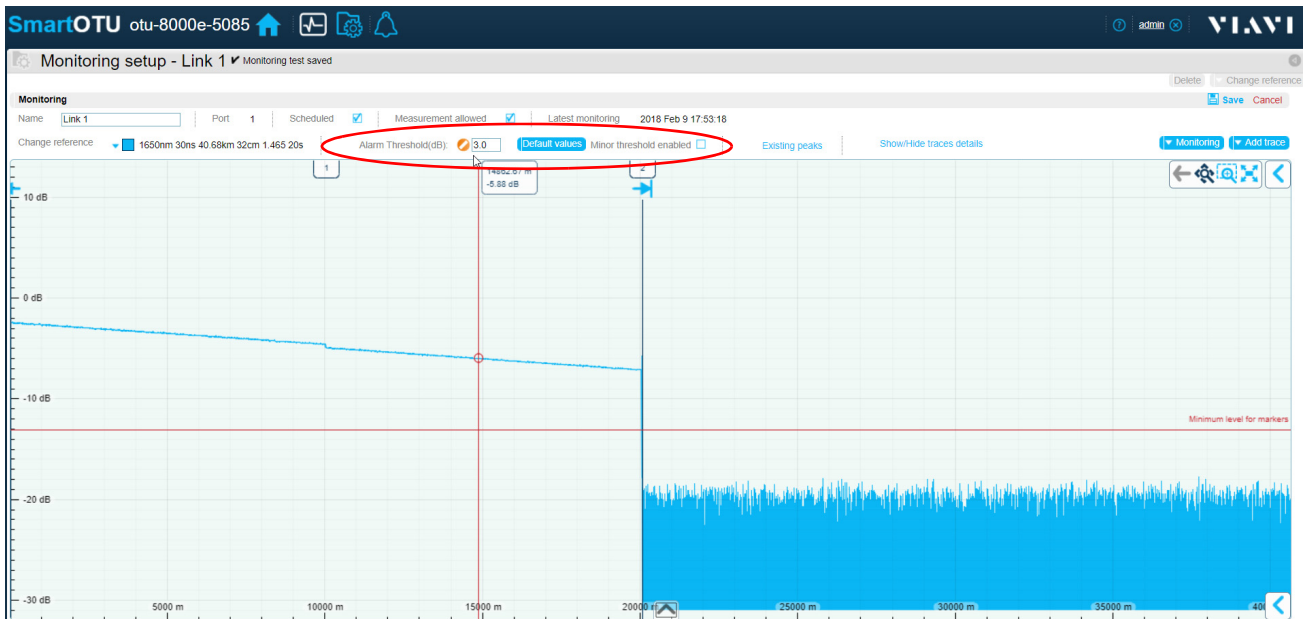 SmartOTU otu-8000e-5085 admin VIAVI
Monitoring setup - Link 1 ✔ Monitoring test saved
Delete Change reference
Monitoring Save Cancel
Name Link 1 Port 1 Scheduled Measurement allowed Latest monitoring 2018 Feb 9 17:53:18
Change reference 1650nm 30ns 40.68km 32cm 1.465 20s Alarm Threshold(dB): 3.0 Default values Minor threshold enabled Existing peaks Show/Hide traces details Monitoring Add trace
1 14862.67 m 2
-5.88 dB
10 dB
0 dB
-10 dB
Minimum level for markers
-20 dB
-30 dB
5000 m 10000 m 15000 m 20000 m 25000 m 30000 m 35000 m